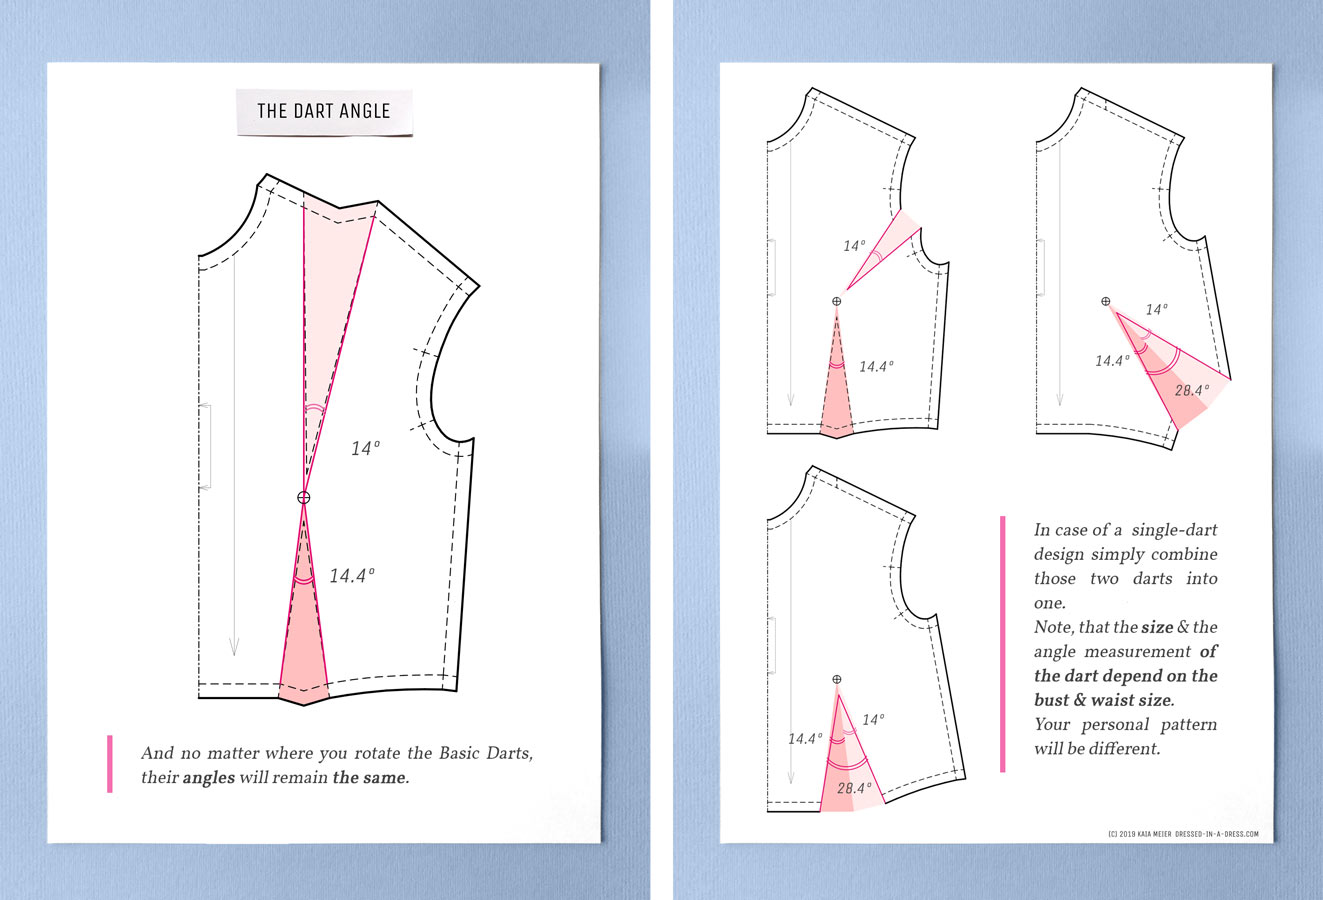 THE DART ANGLE
14°
14.4°
And no matter where you rotate the Basic Darts,
their angles will remain the same.
14°
14.4°
14°
14.4°
28.4°
14°
14.4°
28.4°
In case of a single-dart
design simply combine
those two darts into
one.
Note, that the size & the
angle measurement of
the dart depend on the
bust & waist size.
Your personal pattern
will be different.
(C) 2019 KAIA MEIER DRESSED-IN-A-DRESS.COM